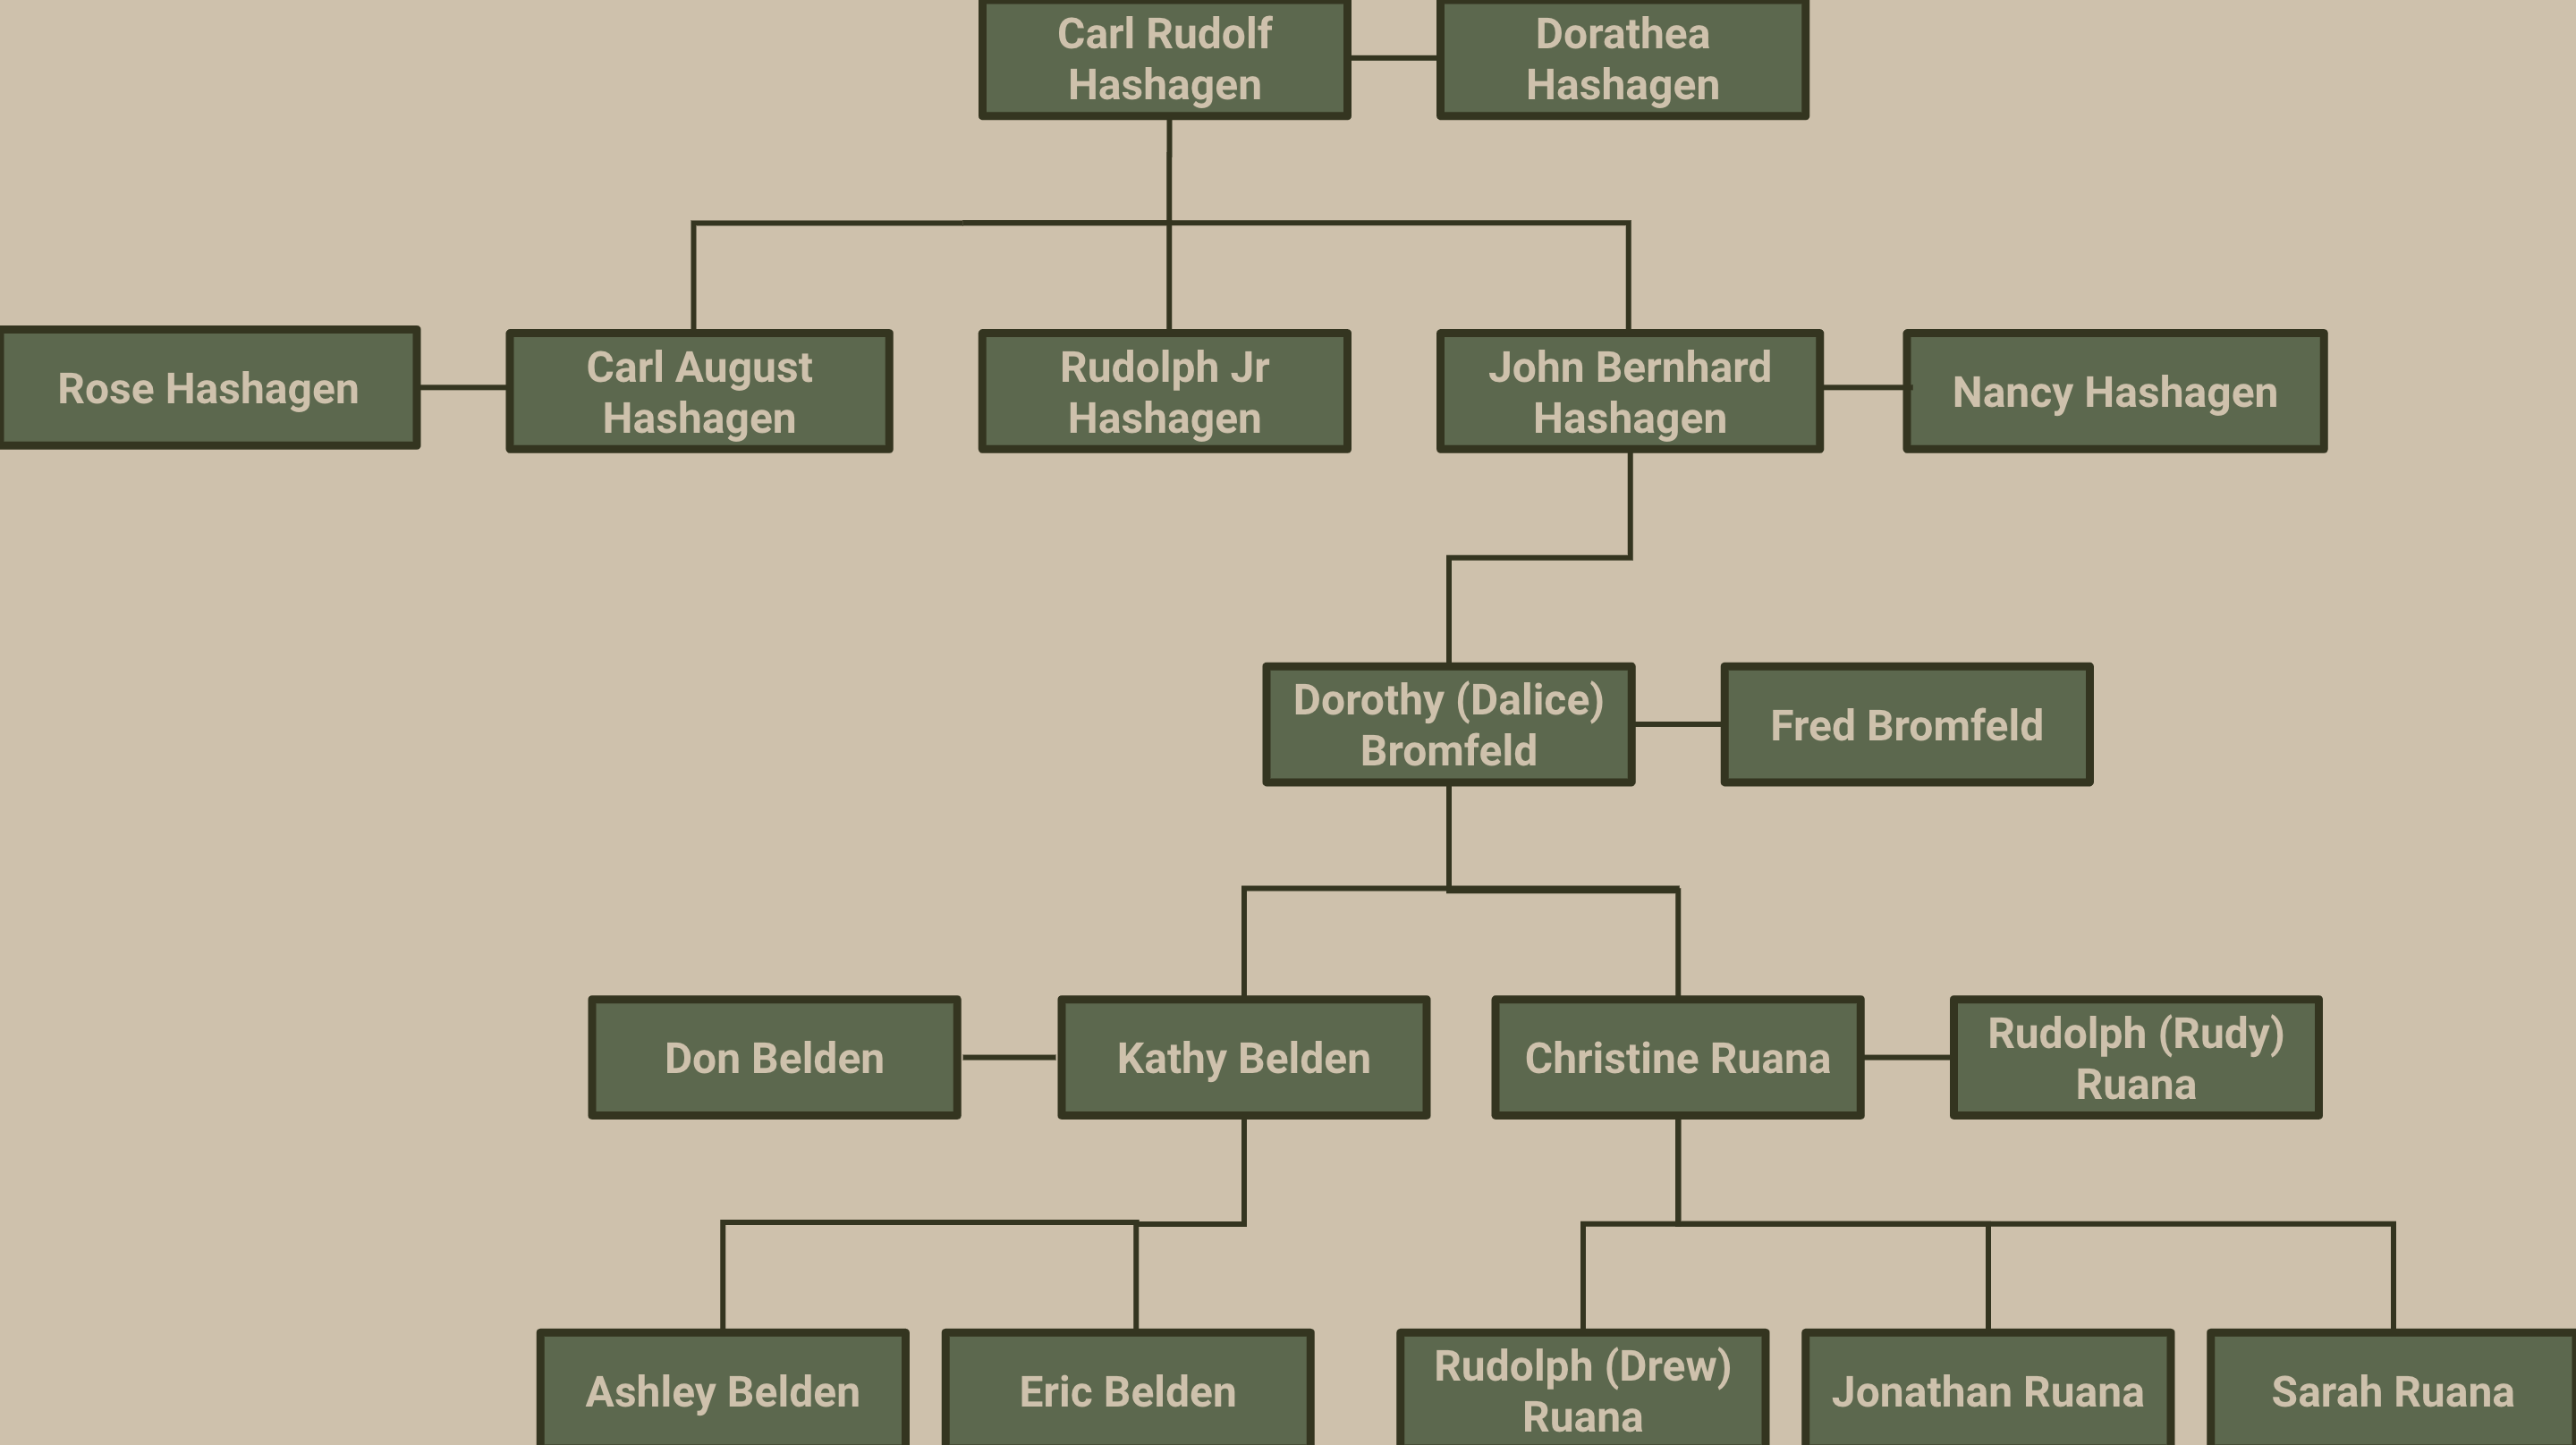 Carl Rudolf
Hashagen
Dorathea
Hashagen
Rose Hashagen
Carl August
Hashagen
Rudolph Jr
Hashagen
John Bernhard
Hashagen
Nancy Hashagen
Dorothy (Dalice)
Bromfeld
Fred Bromfeld
Don Belden
Kathy Belden
Christine Ruana
Rudolph (Rudy)
Ruana
Ashley Belden
Eric Belden
Rudolph (Drew)
Ruana
Jonathan Ruana
Sarah Ruana